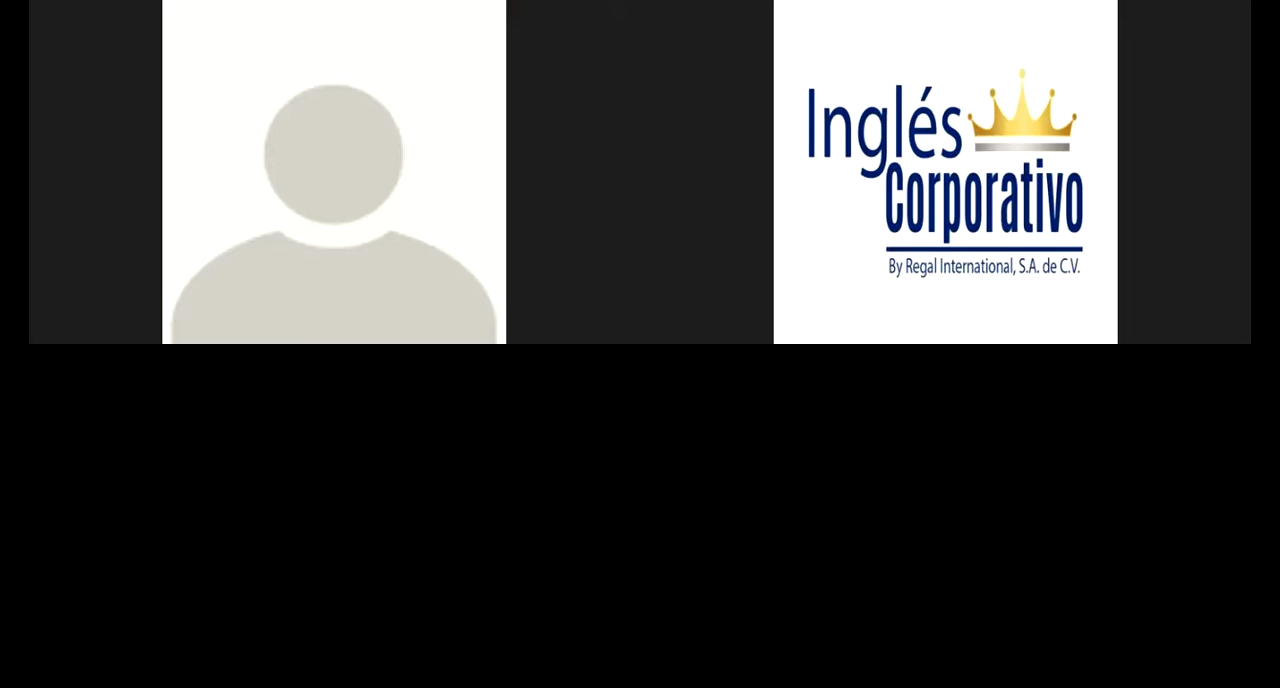 Inglés
Corporativo
By Regal International, S.A. de C.V.